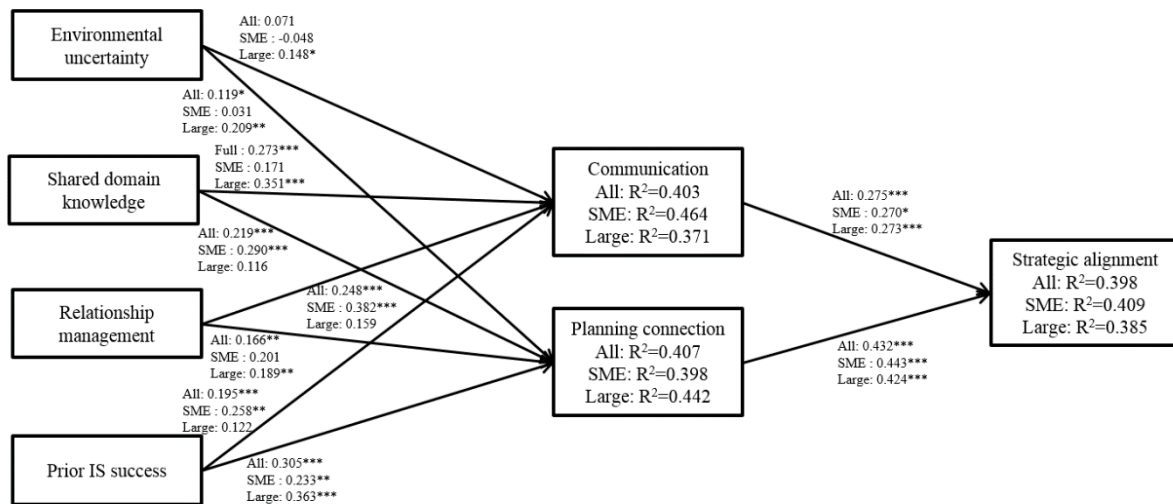 Environmental
uncertainty
All: 0.071
SME : -0.048
Large: 0.148*
All: 0.119*
SME : 0.031
Large: 0.209**
Shared domain
knowledge
Full : 0.273***
SME : 0.171
Large: 0.351***
All: 0.219***
SME : 0.290***
Large: 0.116
Relationship
management
All: 0.248***
SME : 0.382***
Large: 0.159
All: 0.166**
SME : 0.201
Large: 0.189**
Prior IS success
All: 0.195***
SME : 0.258**
Large: 0.122
All: 0.305***
SME : 0.233**
Large: 0.363***
Communication
All: R²=0.403
SME: R²=0.464
Large: R²=0.371
Planning connection
All: R²=0.407
SME: R²=0.398
Large: R²=0.442
All: 0.275***
SME : 0.270*
Large: 0.273***
All: 0.432***
SME : 0.443***
Large: 0.424***
Strategic alignment
All: R²=0.398
SME: R²=0.409
Large: R²=0.385